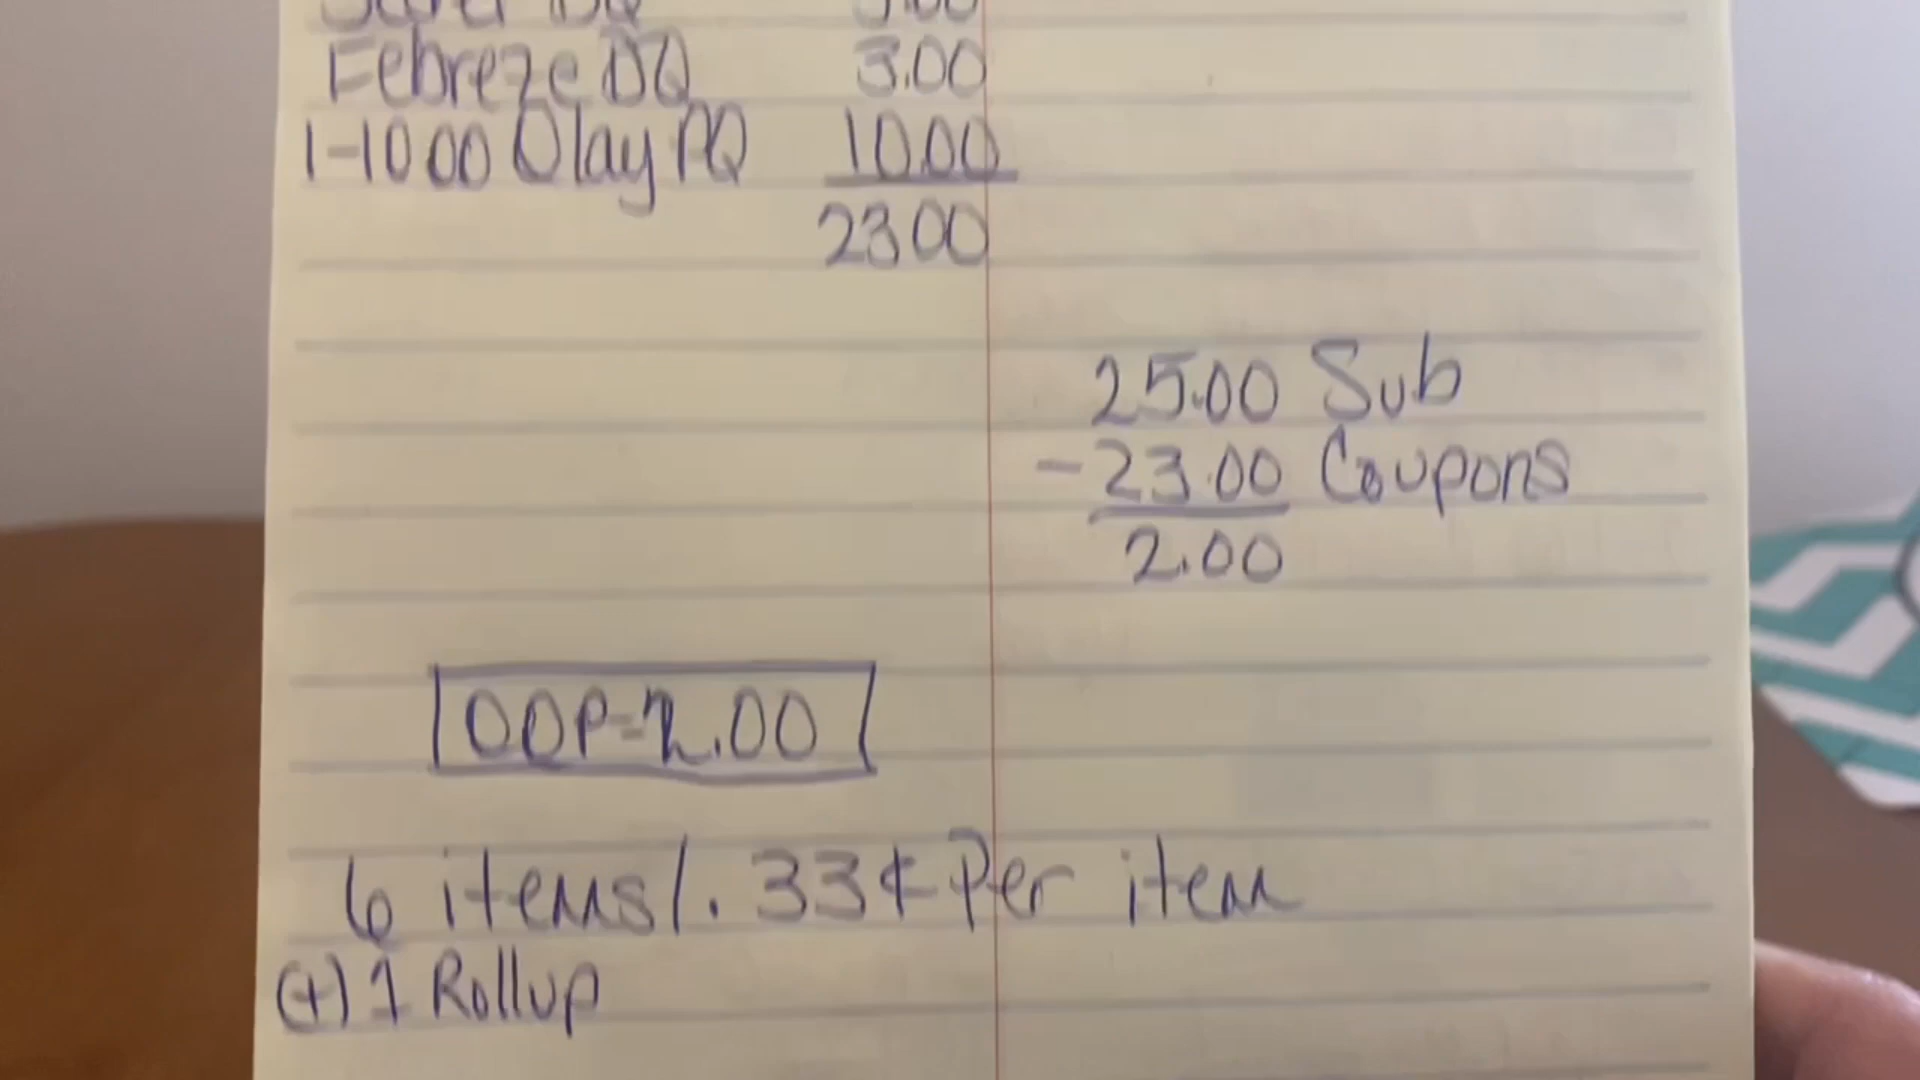 Febreze DQ 3.00
1-10 00 Olay PQ 10.00
23 00
25.00 Sub
- 23.00 Coupons
2.00
OOP=2.00
6 items/. 33¢ Per item
(+) 1 Rollup